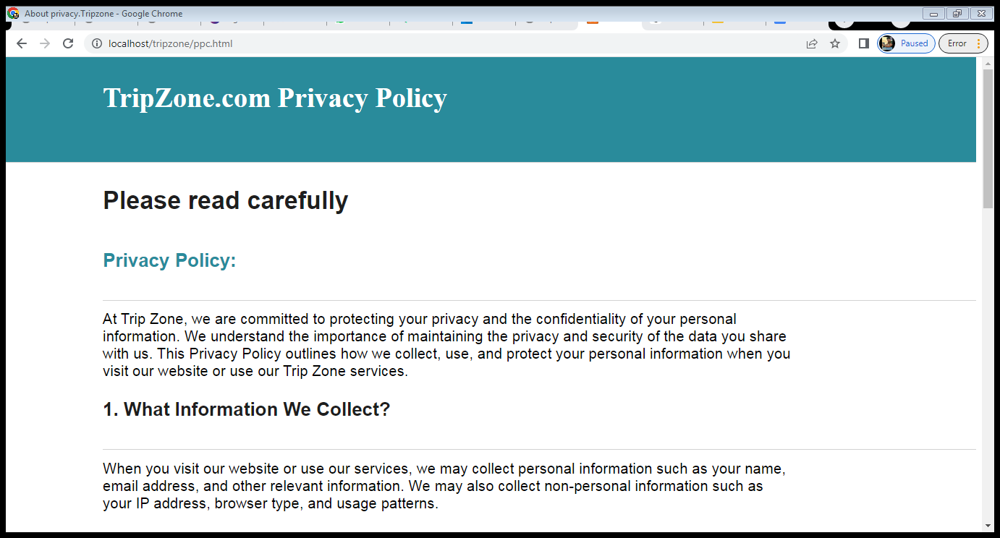 About privacy.Tripzone - Google Chrome
localhost/tripzone/ppc.html
Paused
Error
TripZone.com Privacy Policy
Please read carefully
Privacy Policy:
At Trip Zone, we are committed to protecting your privacy and the confidentiality of your personal
information. We understand the importance of maintaining the privacy and security of the data you share
with us. This Privacy Policy outlines how we collect, use, and protect your personal information when you
visit our website or use our Trip Zone services.
1. What Information We Collect?
When you visit our website or use our services, we may collect personal information such as your name,
email address, and other relevant information. We may also collect non-personal information such as
your IP address, browser type, and usage patterns.